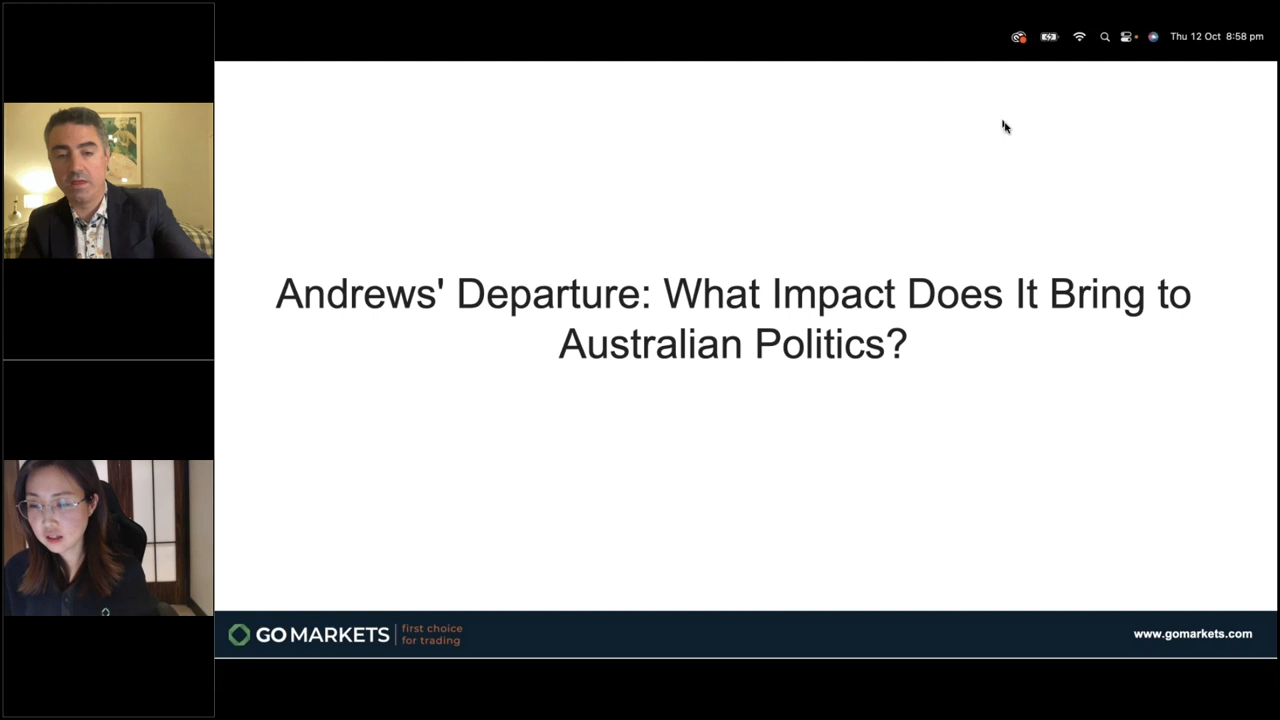 Thu 12 Oct 8:58 pm
Andrews' Departure: What Impact Does It Bring to
Australian Politics?
GO MARKETS
first choice
for trading
www.gomarkets.com